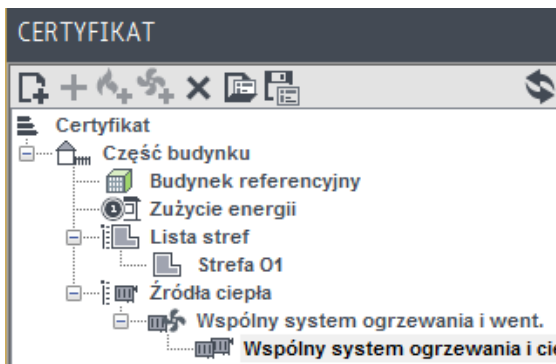 CERTYFIKAT
Certyfikat
Część budynku
Budynek referencyjny
Zużycie energii
Lista stref
Strefa O1
Źródła ciepła
Wspólny system ogrzewania i went.
Wspólny system ogrzewania i cie